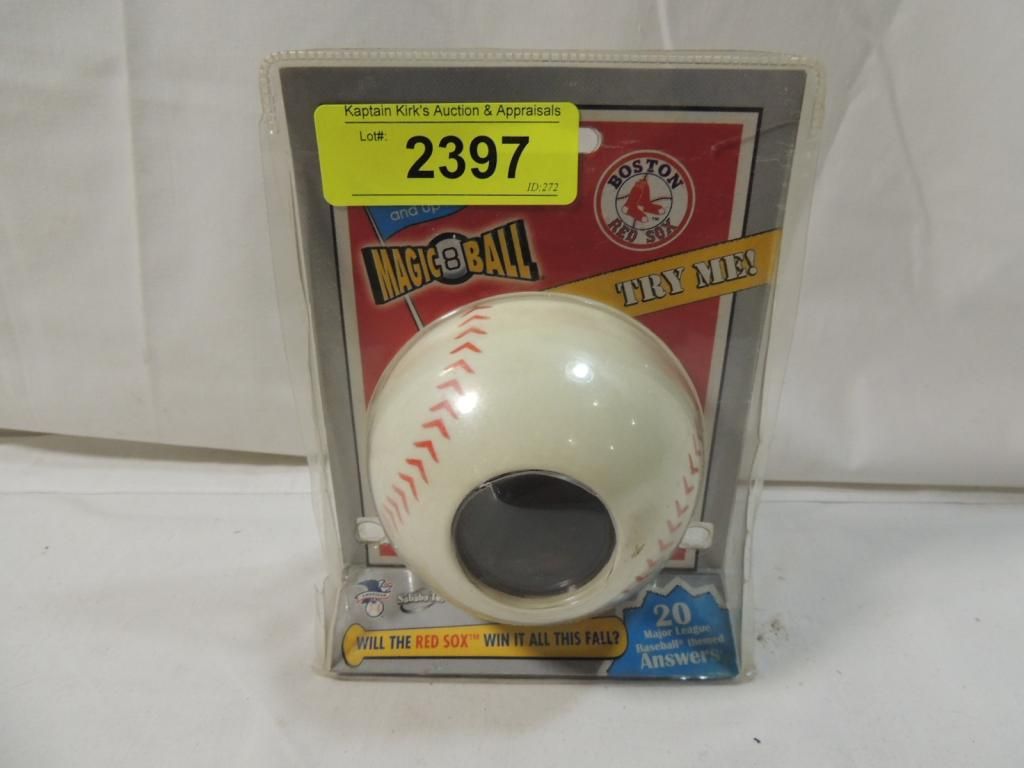 Kaptain Kirk's Auction & Appraisals
Lot#:
2397
ID:272
and up
BOSTON
RED SOX
MAGIC 8 BALL
TRY ME!
Sababa
WILL THE RED SOX™ WIN IT ALL THIS FALL?
20
Major League
Baseball® themed
Answers